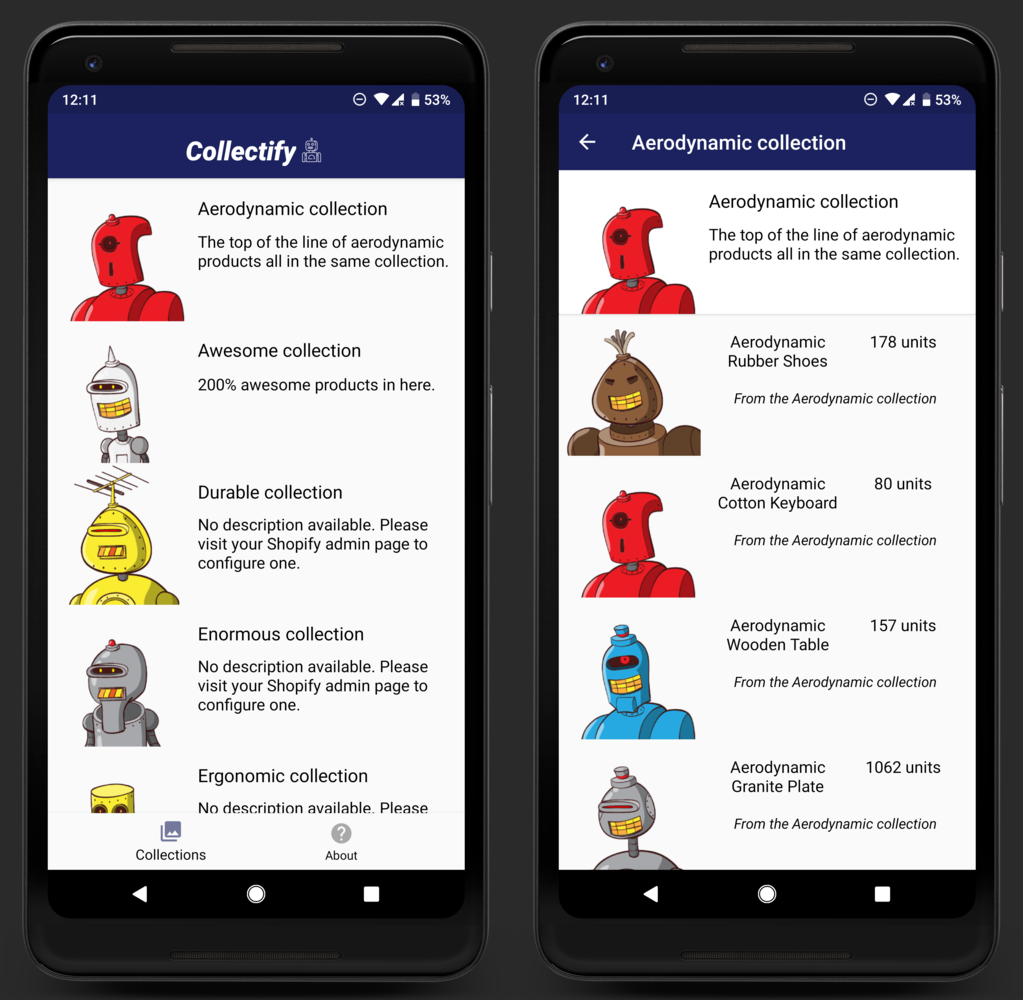 12:11
53%
Collectify
Aerodynamic collection
The top of the line of aerodynamic
products all in the same collection.
Awesome collection
200% awesome products in here.
Durable collection
No description available. Please
visit your Shopify admin page to
configure one.
Enormous collection
No description available. Please
visit your Shopify admin page to
configure one.
Ergonomic collection
No description available. Please
Collections
? About
12:11
53%
Aerodynamic collection
Aerodynamic collection
The top of the line of aerodynamic
products all in the same collection.
Aerodynamic 178 units
Rubber Shoes
From the Aerodynamic collection
Aerodynamic 80 units
Cotton Keyboard
From the Aerodynamic collection
Aerodynamic 157 units
Wooden Table
From the Aerodynamic collection
Aerodynamic 1062 units
Granite Plate
From the Aerodynamic collection